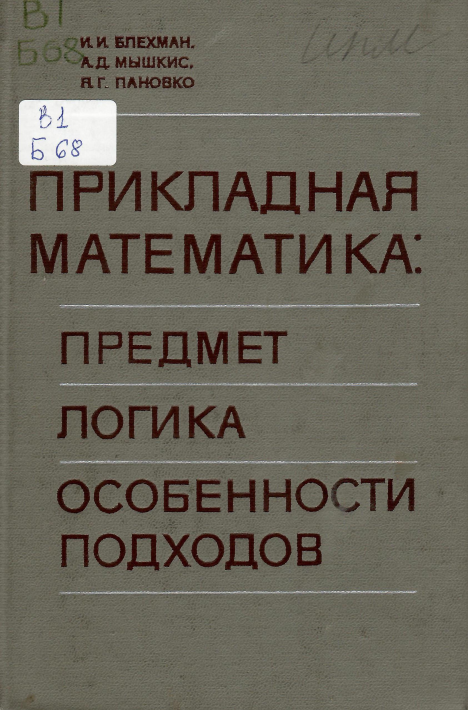 В1
Б68
И. И. БЛЕХМАН,
А. Д. МЫШКИС,
Я. Г. ПАНОВКО
В1
Б 68
ПРИКЛАДНАЯ
МАТЕМАТИКА:
ПРЕДМЕТ
ЛОГИКА
ОСОБЕННОСТИ
ПОДХОДОВ